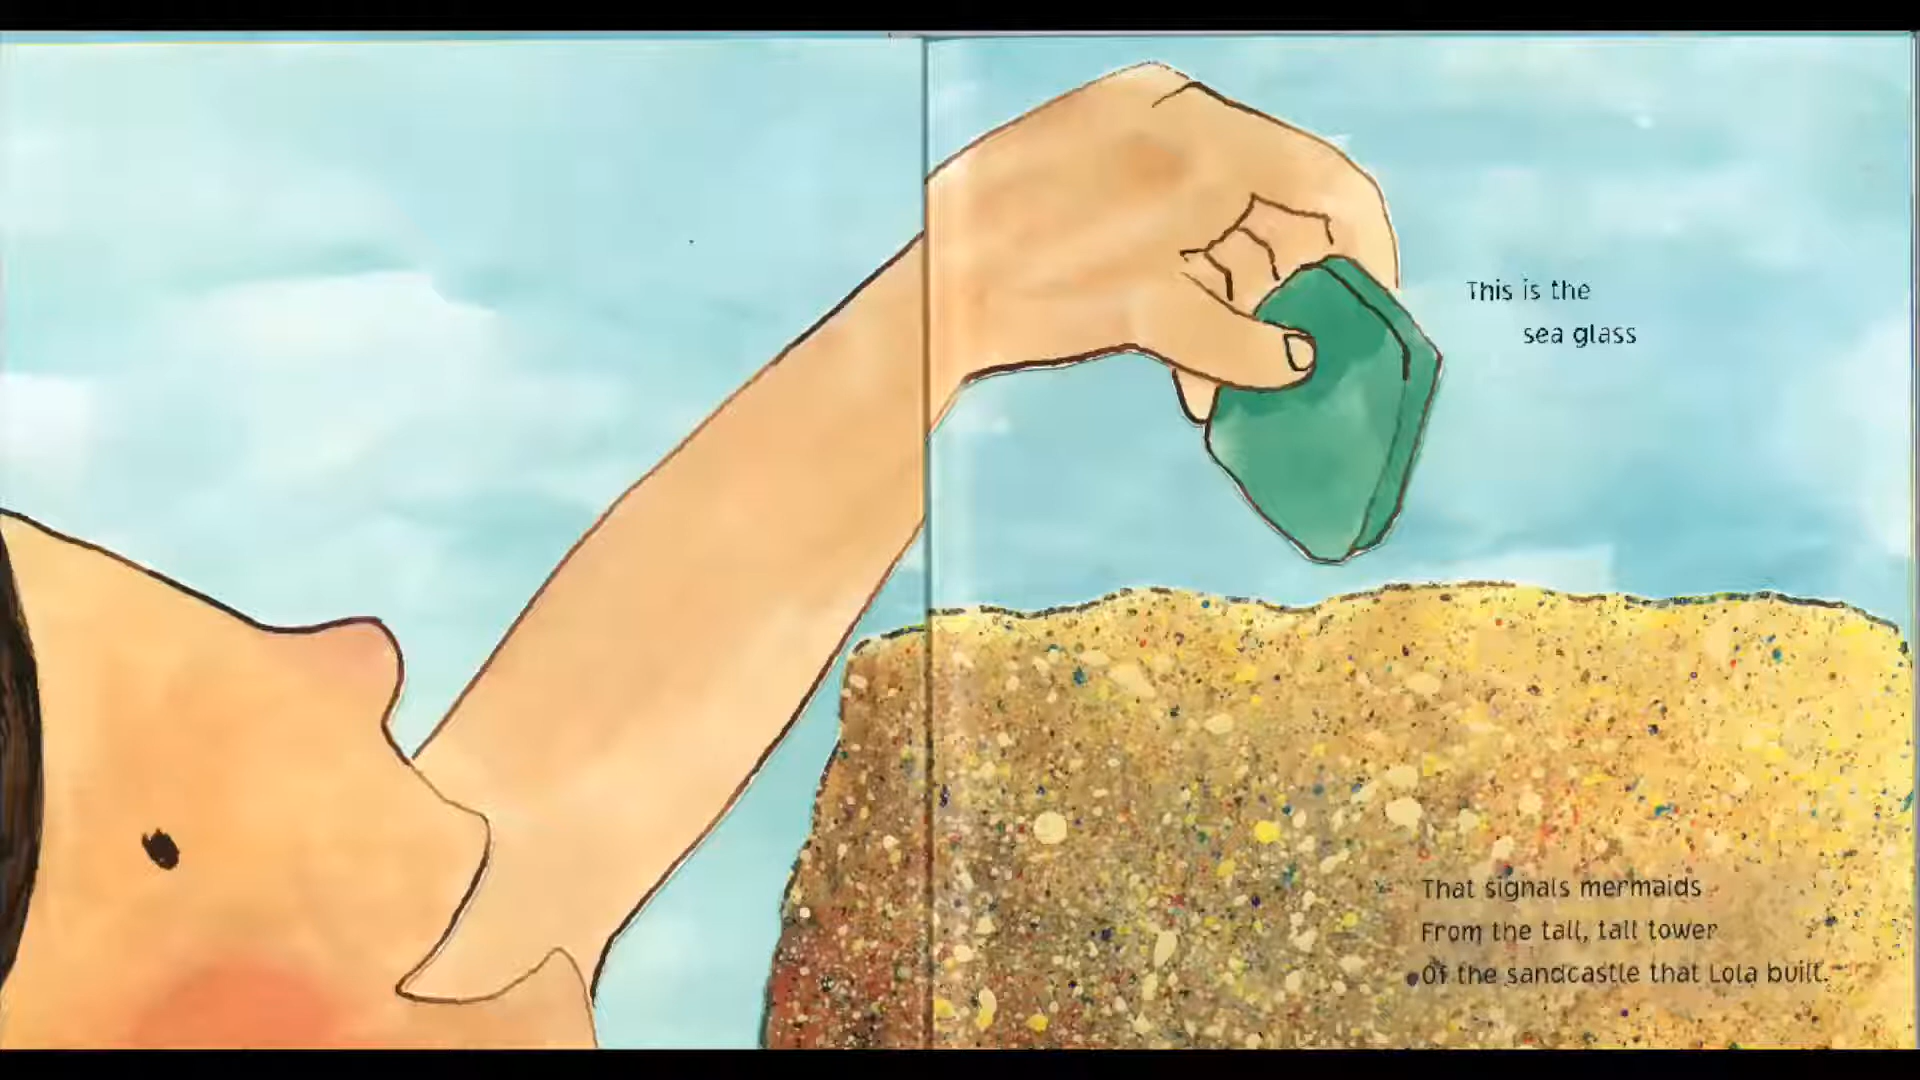 This is the
sea glass
That signals mermaids
From the tall, tall tower
Of the sandcastle that Lola built.